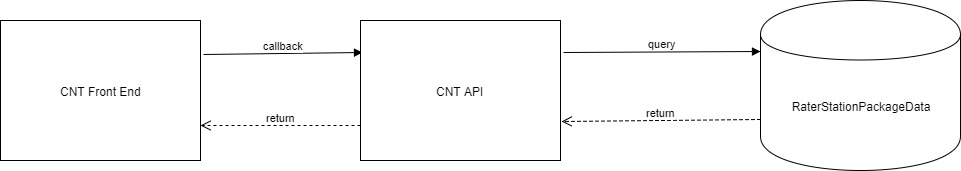 callback
query
CNT Front End
CNT API
RaterStationPackageData
return
return